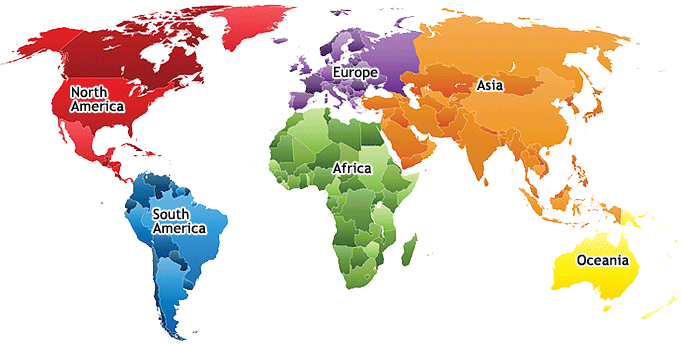 North
America
Europe
Asia
Africa
South
America
Oceania